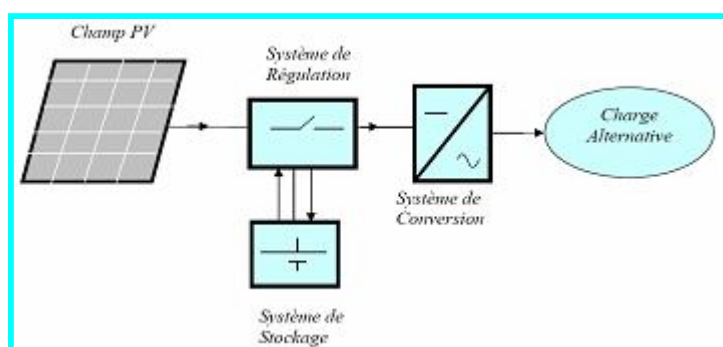 Champ PV
Système de
Régulation
Charge
Alternative
Système de
Conversion
Système de
Stockage